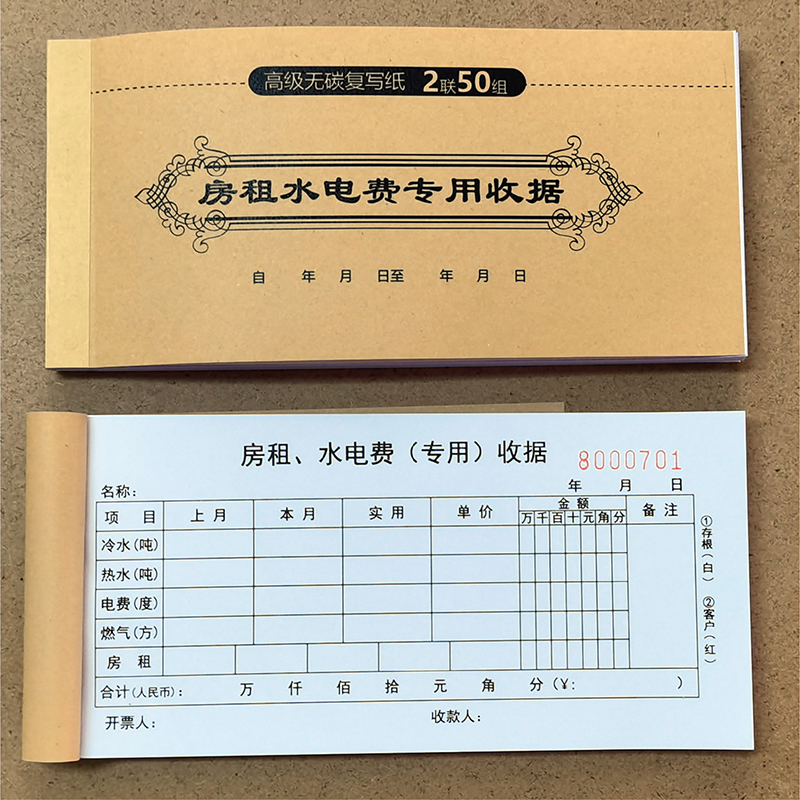 高级无碳复写纸 2联50组
房租水电费专用收据
自 年 月 日至 年 月 日
房租、水电费（专用）收据 8000701
名称： 年 月 日
项 目 上月 本月 实用 单价 金额 备注
万 千 百 十 元 角 分
冷水(吨)
热水(吨)
电费(度)
燃气(方)
房 租
合计(人民币)： 万 仟 佰 拾 元 角 分(¥: )
开票人： 收款人：
①存根(白) ②客户(红)